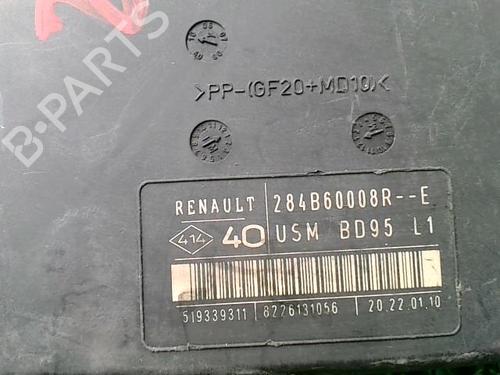 B-PARTS
>PP-(GF20+MD10)<
RENAULT 284B60008R--E
414 40 USM BD95 L1
519339311 8226131056 20.22.01.10